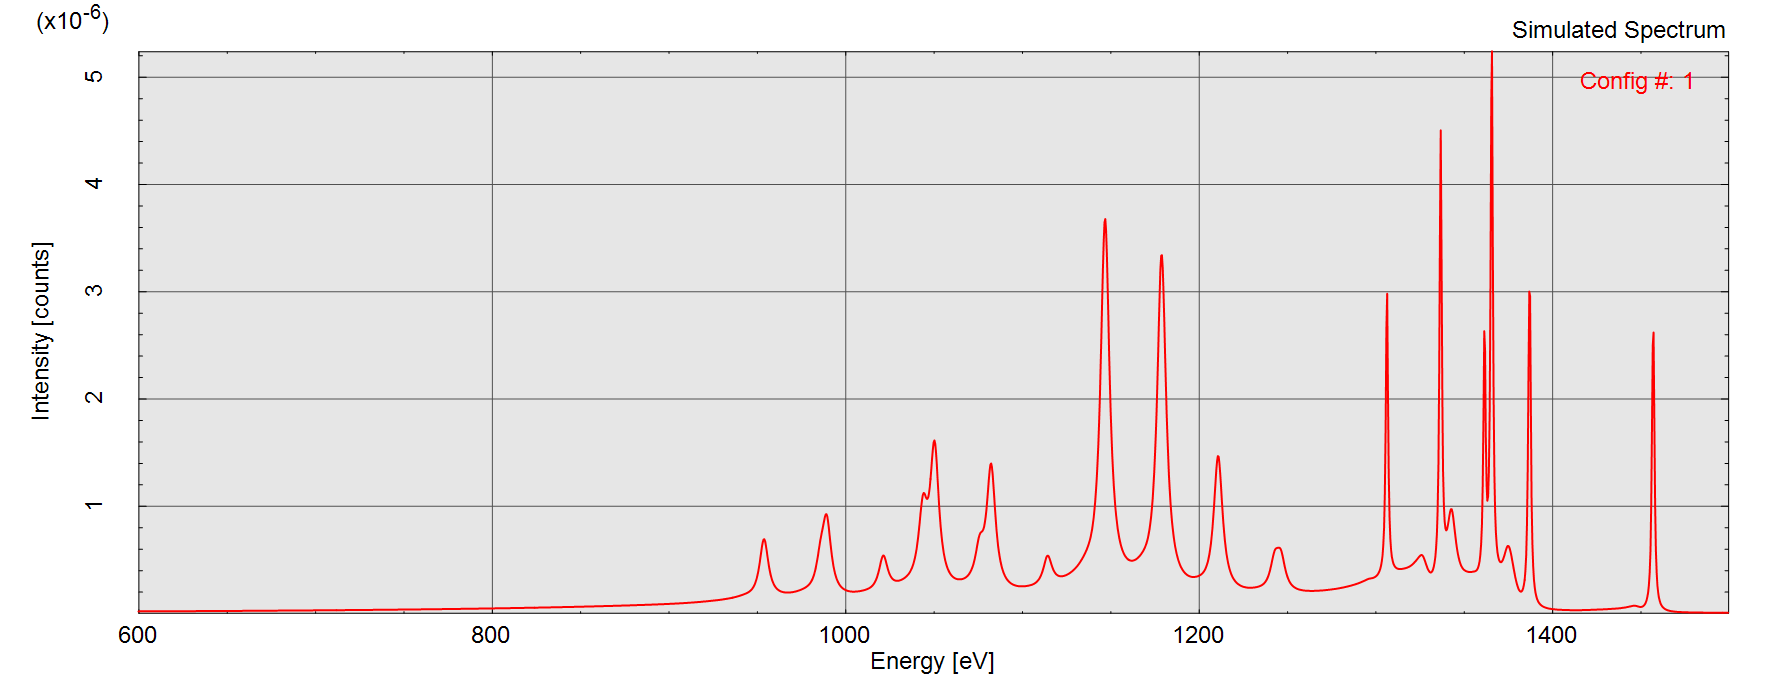 (x10-6)
Simulated Spectrum
Config #: 1
5
4
3
2
1
Intensity [counts]
600
800
1000
1200
1400
Energy [eV]